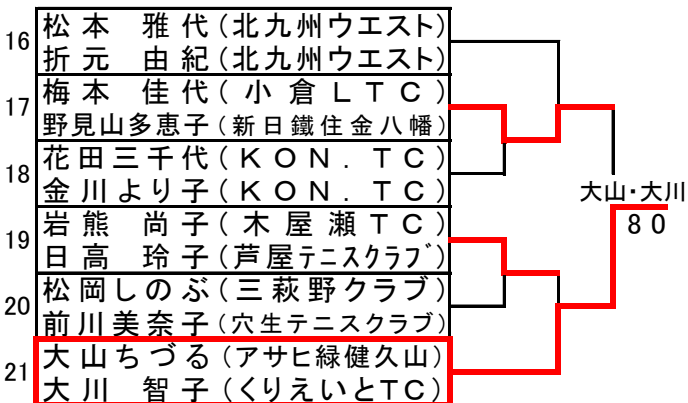 16 松本 雅代(北九州ウエスト)
折元 由紀(北九州ウエスト)
17 梅本 佳代(小倉LTC)
野見山多恵子(新日鐵住金八幡)
18 花田三千代(KON.TC)
金川より子(KON.TC)
大山・大川
80
19 岩熊 尚子(木屋瀬TC)
日高 玲子(芦屋テニスクラブ)
20 松岡しのぶ(三萩野クラブ)
前川美奈子(穴生テニスクラブ)
21 大山ちづる(アサヒ緑健久山)
大川 智子(くりえいとTC)